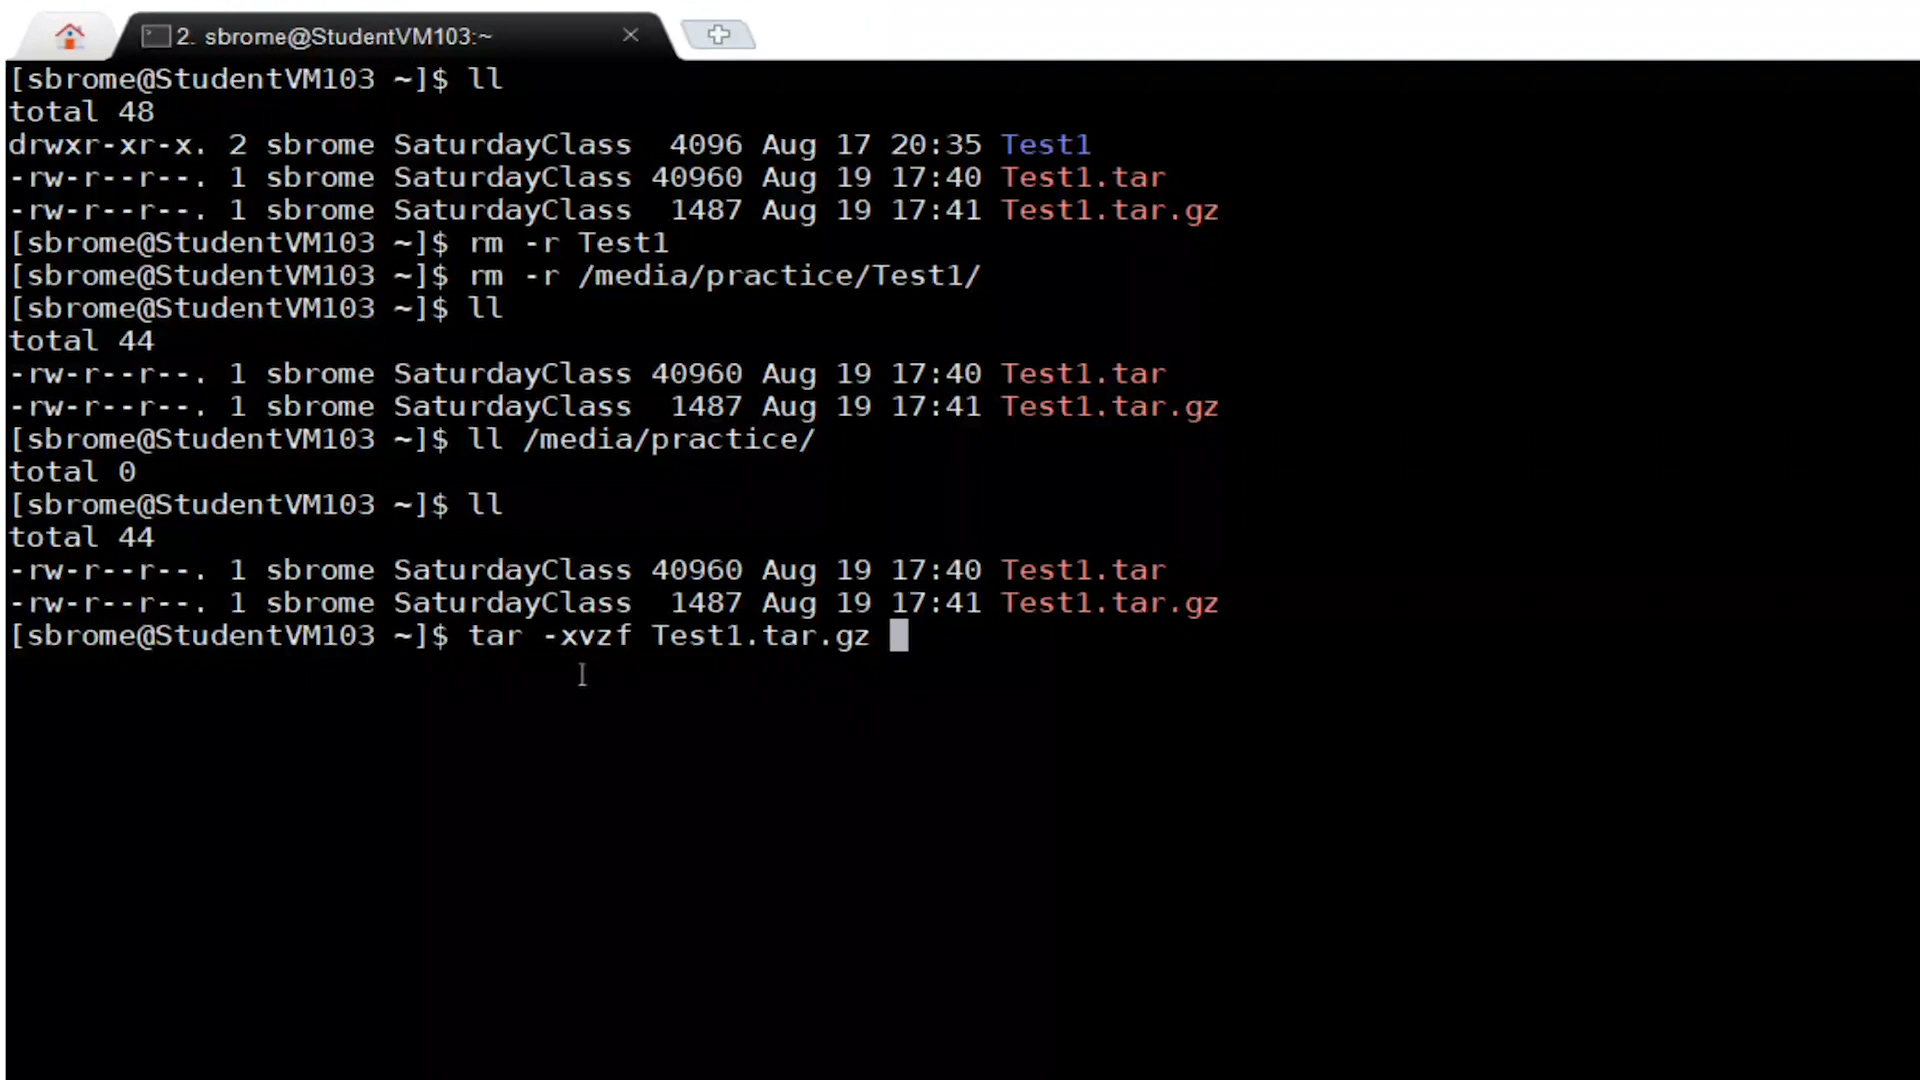 2. sbrome@StudentVM103:~
[sbrome@StudentVM103 ~]$ ll
total 48
drwxr-xr-x. 2 sbrome SaturdayClass  4096 Aug 17 20:35 Test1
-rw-r--r--. 1 sbrome SaturdayClass 40960 Aug 19 17:40 Test1.tar
-rw-r--r--. 1 sbrome SaturdayClass  1487 Aug 19 17:41 Test1.tar.gz
[sbrome@StudentVM103 ~]$ rm -r Test1
[sbrome@StudentVM103 ~]$ rm -r /media/practice/Test1/
[sbrome@StudentVM103 ~]$ ll
total 44
-rw-r--r--. 1 sbrome SaturdayClass 40960 Aug 19 17:40 Test1.tar
-rw-r--r--. 1 sbrome SaturdayClass  1487 Aug 19 17:41 Test1.tar.gz
[sbrome@StudentVM103 ~]$ ll /media/practice/
total 0
[sbrome@StudentVM103 ~]$ ll
total 44
-rw-r--r--. 1 sbrome SaturdayClass 40960 Aug 19 17:40 Test1.tar
-rw-r--r--. 1 sbrome SaturdayClass  1487 Aug 19 17:41 Test1.tar.gz
[sbrome@StudentVM103 ~]$ tar -xvzf Test1.tar.gz